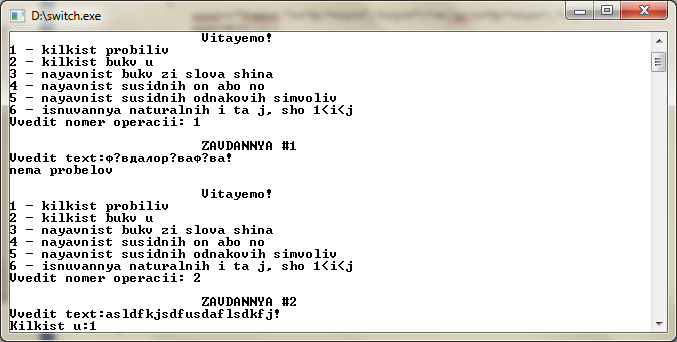 D:\switch.exe
Vitayemo!
1 - kilkist probiliv
2 - kilkist bukv u
3 - nayavnist bukv zi slova shina
4 - nayavnist susidnih on abo no
5 - nayavnist susidnih odnakovih simvoliv
6 - isnuvannya naturalnih i ta j, sho 1<i<j
Vvedit nomer operacii: 1
ZAVDANNYA #1
Vvedit text:ф?вдалор?ваф?ва!
nema probelov
Vitayemo!
1 - kilkist probiliv
2 - kilkist bukv u
3 - nayavnist bukv zi slova shina
4 - nayavnist susidnih on abo no
5 - nayavnist susidnih odnakovih simvoliv
6 - isnuvannya naturalnih i ta j, sho 1<i<j
Vvedit nomer operacii: 2
ZAVDANNYA #2
Vvedit text:asldfkjsdfusdaflsdkfj!
Kilkist u:1